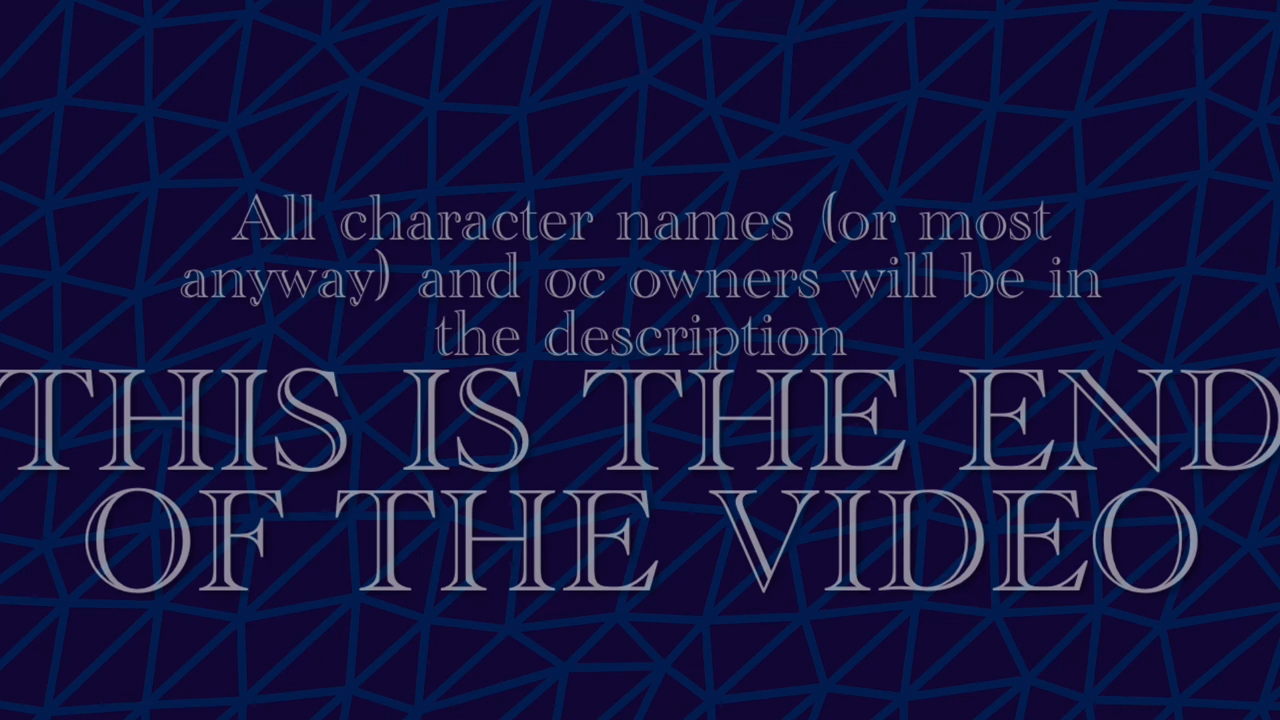 All character names (or most
anyway) and oc owners will be in
the description
THIS IS THE END
OF THE VIDEO